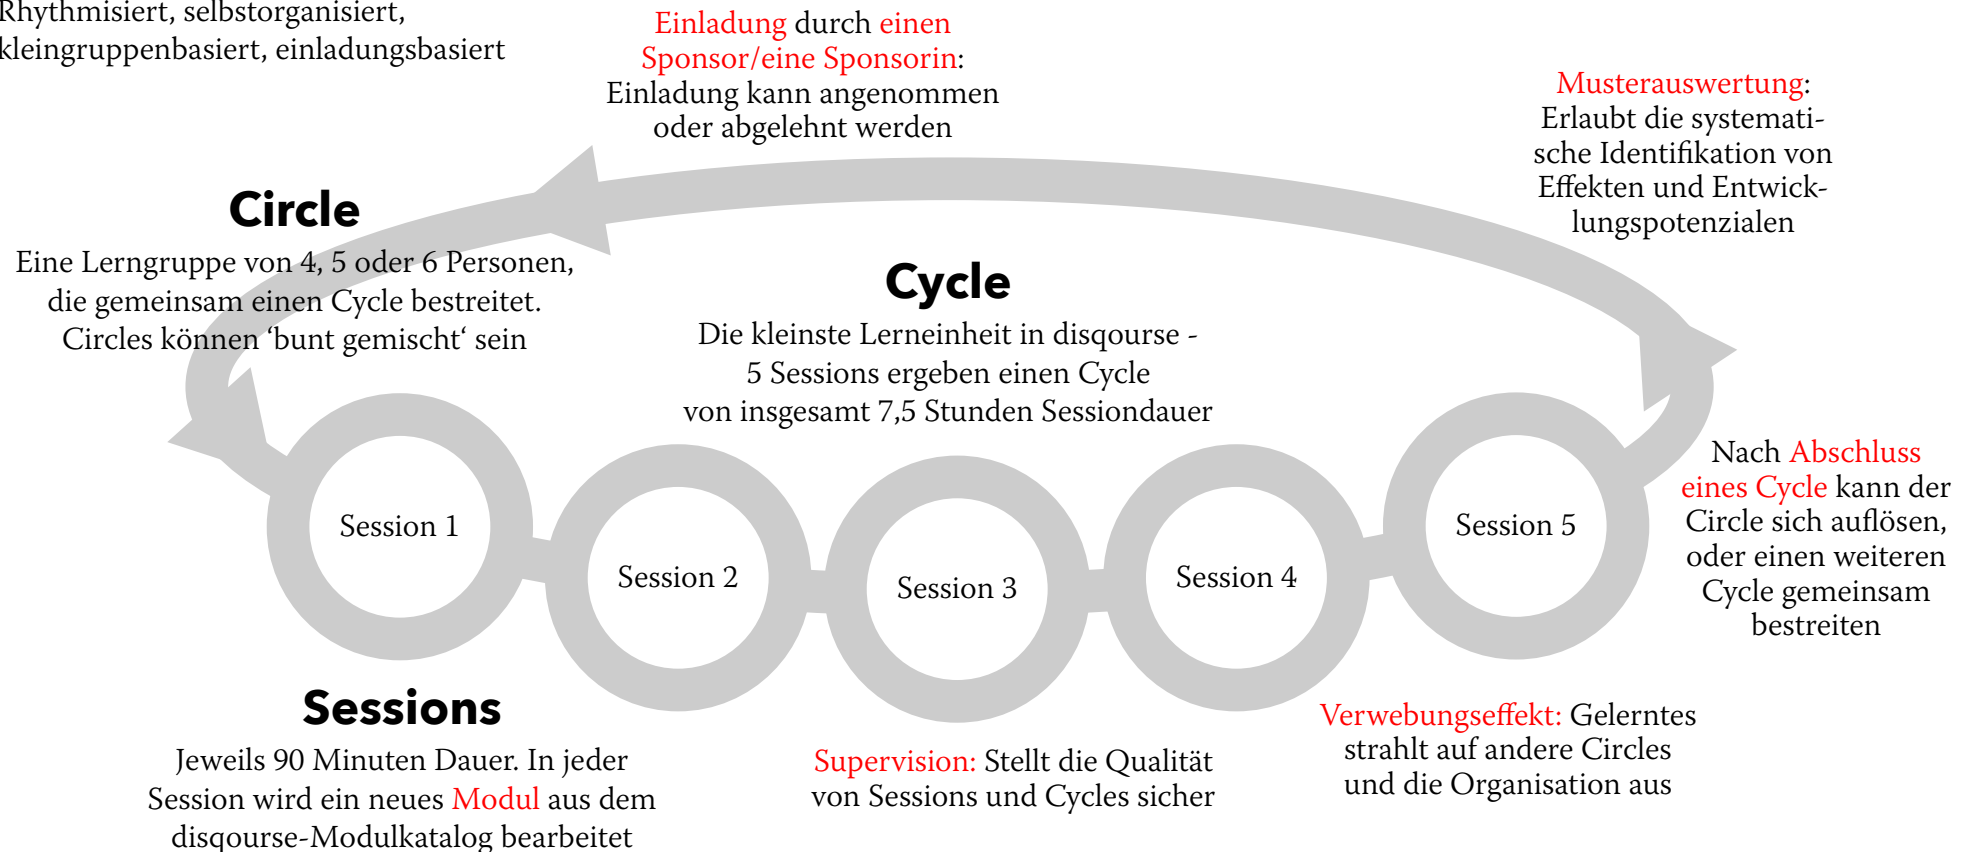 Rhythmisiert, selbstorganisiert,
kleingruppenbasiert, einladungsbasiert
Einladung durch einen
Sponsor/eine Sponsorin:
Einladung kann angenommen
oder abgelehnt werden
Musterauswertung:
Erlaubt die systemati-
sche Identifikation von
Effekten und Entwick-
lungspotenzialen
Circle
Eine Lerngruppe von 4, 5 oder 6 Personen,
die gemeinsam einen Cycle bestreitet.
Circles können ‘bunt gemischt‘ sein
Cycle
Die kleinste Lerneinheit in disqourse -
5 Sessions ergeben einen Cycle
von insgesamt 7,5 Stunden Sessiondauer
Nach Abschluss
eines Cycle kann der
Circle sich auflösen,
oder einen weiteren
Cycle gemeinsam
bestreiten
Session 1
Session 2
Session 3
Session 4
Session 5
Sessions
Jeweils 90 Minuten Dauer. In jeder
Session wird ein neues Modul aus dem
disqourse-Modulkatalog bearbeitet
Supervision: Stellt die Qualität
von Sessions und Cycles sicher
Verwebungseffekt: Gelerntes
strahlt auf andere Circles
und die Organisation aus